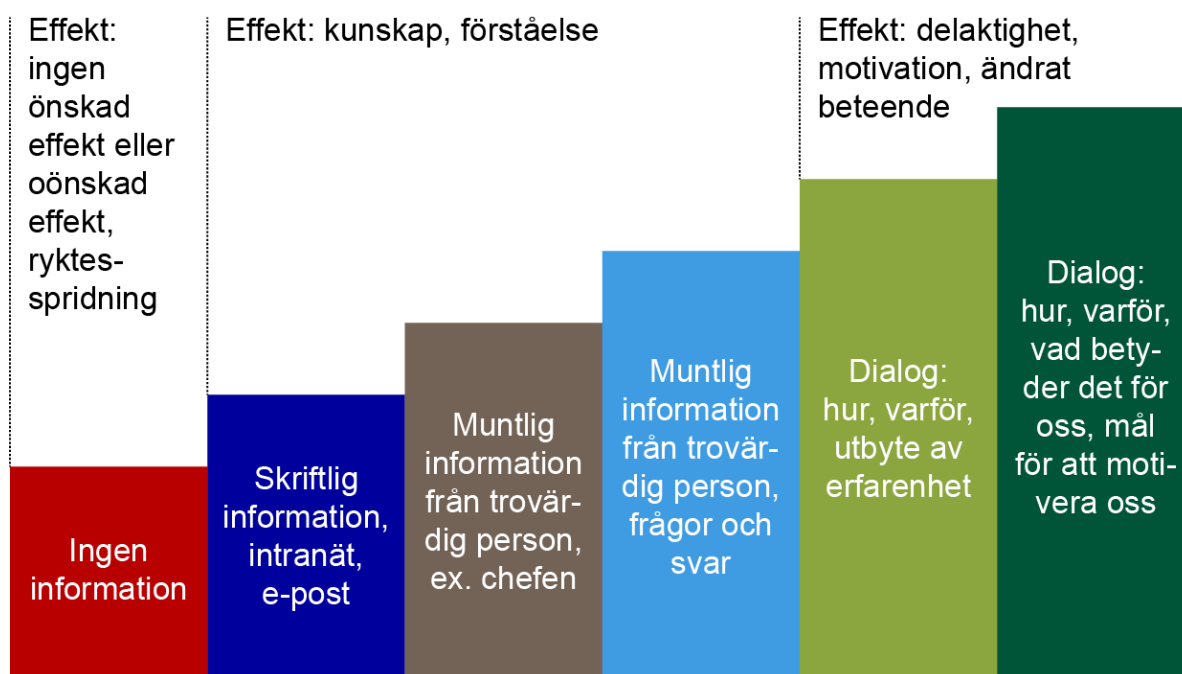 Effekt:
ingen
önskad
effekt eller
oönskad
effekt,
ryktes-
spridning
Effekt: kunskap, förståelse
Effekt: delaktighet,
motivation, ändrat
beteende
Ingen
information
Skriftlig
information,
intranät,
e-post
Muntlig
information
från trovär-
dig person,
ex. chefen
Muntlig
information
från trovär-
dig person,
frågor och
svar
Dialog:
hur, varför,
utbyte av
erfarenhet
Dialog:
hur, varför,
vad bety-
der det för
oss, mål
för att moti-
vera oss